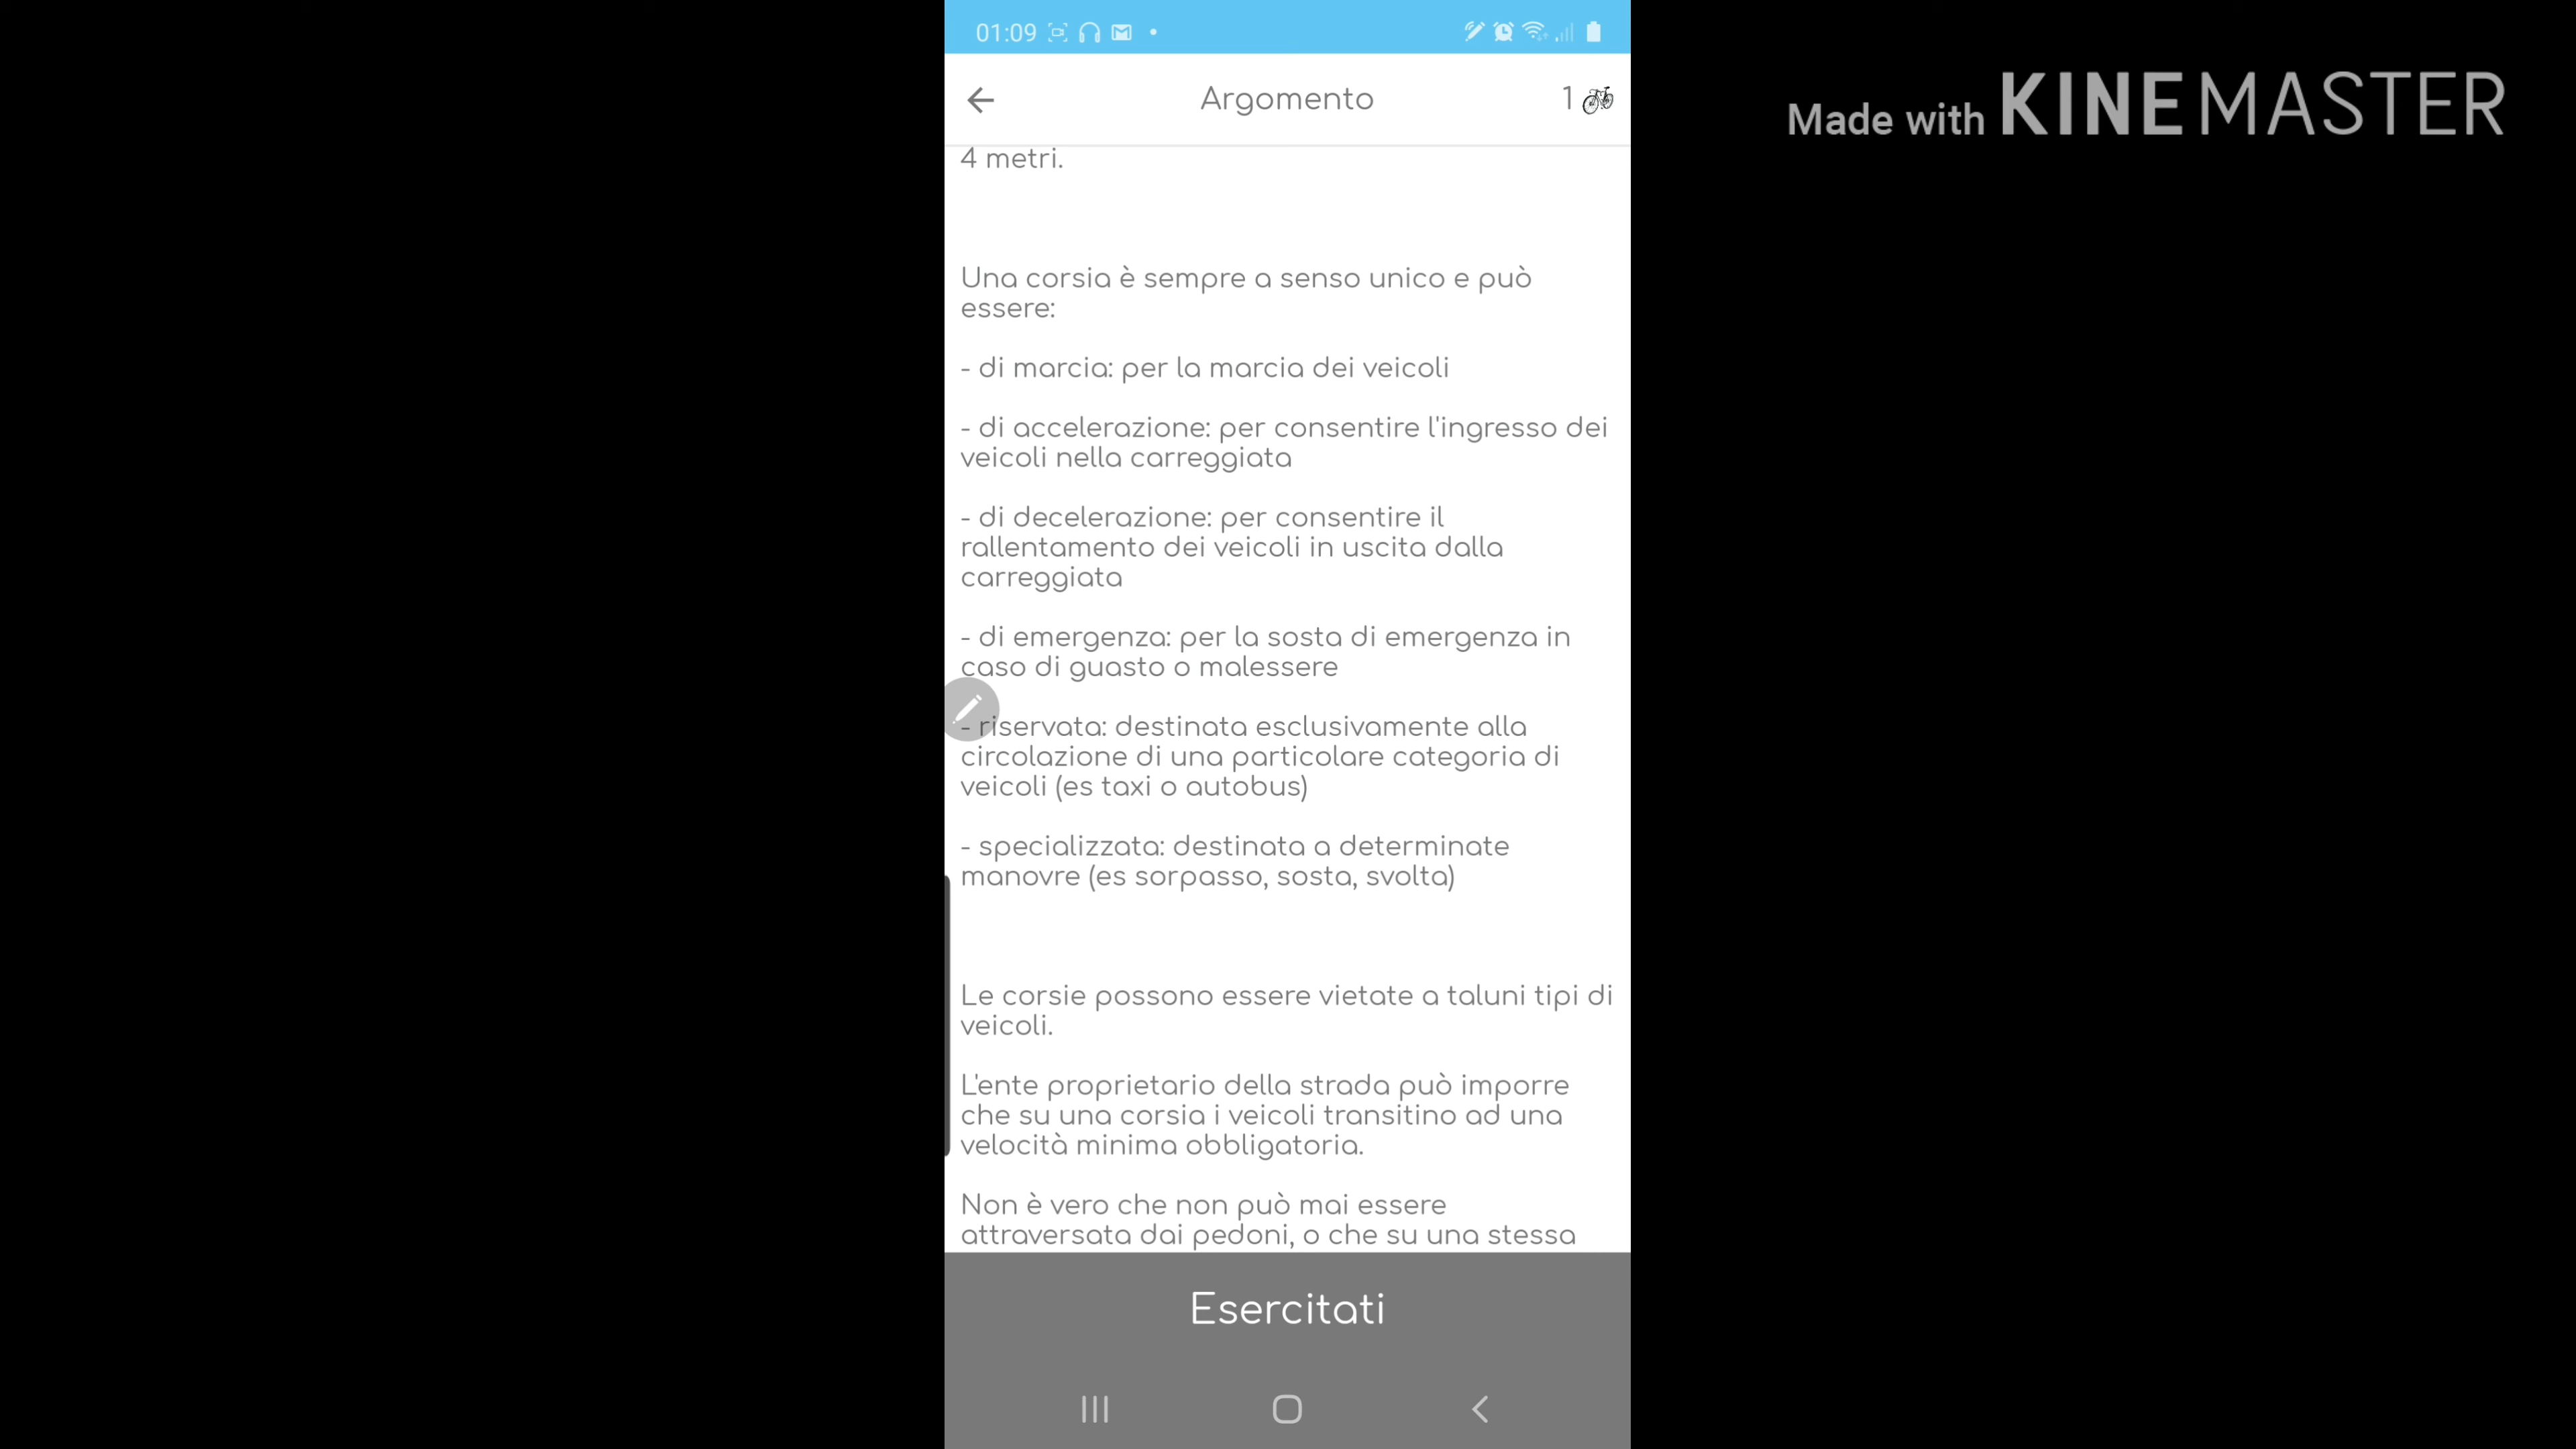 01:09
Made with KINEMASTER
Argomento
1
4 metri.
Una corsia è sempre a senso unico e può
essere:
- di marcia: per la marcia dei veicoli
- di accelerazione: per consentire l'ingresso dei
veicoli nella carreggiata
- di decelerazione: per consentire il
rallentamento dei veicoli in uscita dalla
carreggiata
- di emergenza: per la sosta di emergenza in
caso di guasto o malessere
- riservata: destinata esclusivamente alla
circolazione di una particolare categoria di
veicoli (es taxi o autobus)
- specializzata: destinata a determinate
manovre (es sorpasso, sosta, svolta)
Le corsie possono essere vietate a taluni tipi di
veicoli.
L'ente proprietario della strada può imporre
che su una corsia i veicoli transitino ad una
velocità minima obbligatoria.
Non è vero che non può mai essere
attraversata dai pedoni, o che su una stessa
Esercitati